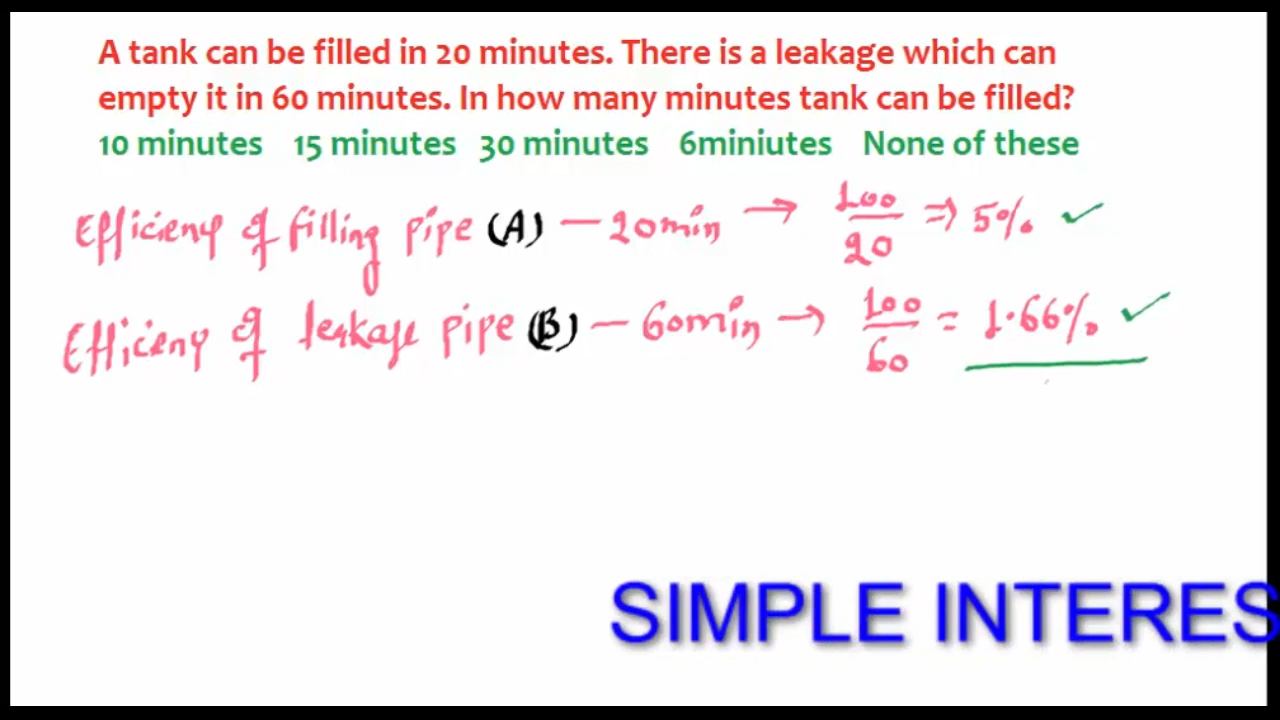 A tank can be filled in 20 minutes. There is a leakage which can
empty it in 60 minutes. In how many minutes tank can be filled?
10 minutes 15 minutes 30 minutes 6miniutes None of these
Efficieny of filling pipe (A) — 20min → 100/20 ⇒ 5% ✓
Efficieny of leakage pipe (B) — 60min → 100/60 = 1.66% ✓
SIMPLE INTERES